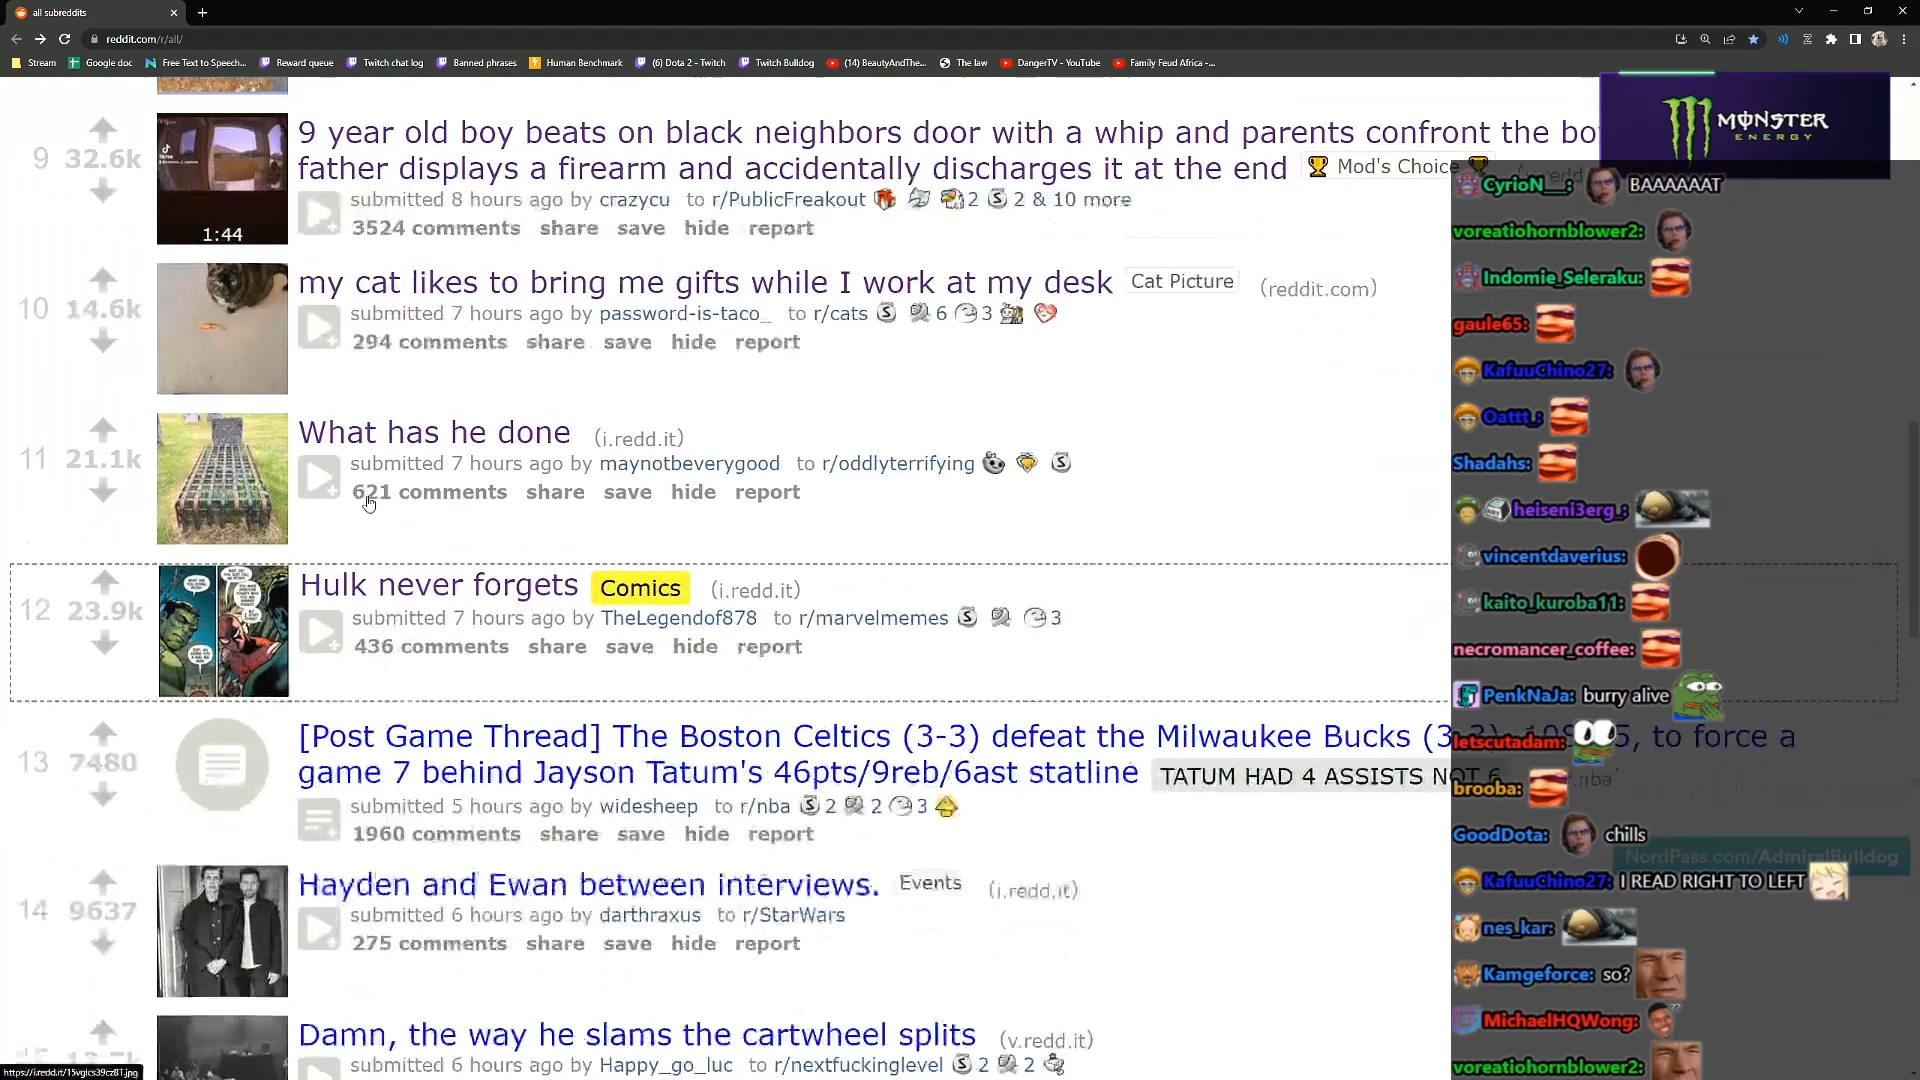 all subreddits
reddit.com/r/all/
Stream Google doc Free Text to Speech... Reward queue Twitch chat log Banned phrases Human Benchmark (6) Dota 2 - Twitch Twitch Bulldog (14) BeautyAndThe... The law DangerTV - YouTube Family Feud Africa -...
MONSTER
ENERGY
9 32.6k
1:44
9 year old boy beats on black neighbors door with a whip and parents confront the
father displays a firearm and accidentally discharges it at the end Mod's Choice
submitted 8 hours ago by crazycu to r/PublicFreakout 2 2 & 10 more
3524 comments share save hide report
10 14.6k
my cat likes to bring me gifts while I work at my desk Cat Picture (reddit.com)
submitted 7 hours ago by password-is-taco_ to r/cats 6 3
294 comments share save hide report
11 21.1k
What has he done (i.redd.it)
submitted 7 hours ago by maynotbeverygood to r/oddlyterrifying
621 comments share save hide report
12 23.9k
Hulk never forgets Comics (i.redd.it)
submitted 7 hours ago by TheLegendof878 to r/marvelmemes 3
436 comments share save hide report
13 7480
[Post Game Thread] The Boston Celtics (3-3) defeat the Milwaukee Bucks to force a
game 7 behind Jayson Tatum's 46pts/9reb/6ast statline TATUM HAD 4 ASSISTS NOT 6
submitted 5 hours ago by widesheep to r/nba 2 2 3
1960 comments share save hide report
14 9637
Hayden and Ewan between interviews. Events (i.redd.it)
submitted 6 hours ago by darthraxus to r/StarWars
275 comments share save hide report
Damn, the way he slams the cartwheel splits (v.redd.it)
submitted 6 hours ago by Happy_go_luc to r/nextfuckinglevel 2 2
https://i.redd.it/15vglcs39cz81.jpg
CyrioN__: BAAAAAAT
voreatiohornblower2:
Indomie_Seleraku:
gaule65:
KafuuChino27:
Oattt_:
Shadahs:
heiseni3erg_:
vincentdaverius:
kaito_kuroba11:
necromancer_coffee:
PenkNaJa: burry alive
letscutadam:
brooba:
GoodDota: chills
NordPass.com/AdmiralBulldog
KafuuChino27: I READ RIGHT TO LEFT
nes_kar:
Kamgeforce: so?
MichaelHQWong:
voreatiohornblower2: